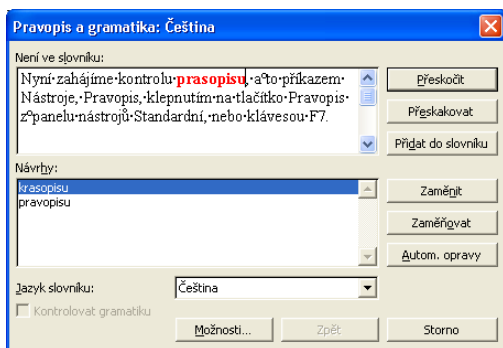 Pravopis a gramatika: Čeština
Není ve slovníku:
Nyní·zahájíme·kontrolu·prasopisu,·a°to·příkazem·
Nástroje,·Pravopis,·klepnutím·na·tlačítko·Pravopis·
z°panelu·nástrojů·Standardní,·nebo·klávesou·F7.
Přeskočit
Přeskakovat
Přidat do slovníku
Návrhy:
krasopisu
pravopisu
Zaměnit
Zaměňovat
Autom. opravy
Jazyk slovníku:
Čeština
Kontrolovat gramatiku
Možnosti...
Zpět
Storno